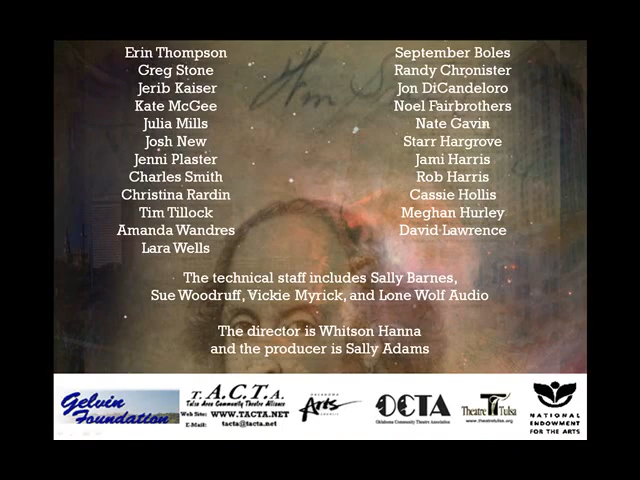 Erin Thompson
Greg Stone
Jerib Kaiser
Kate McGee
Julia Mills
Josh New
Jenni Plaster
Charles Smith
Christina Rardin
Tim Tillock
Amanda Wandres
Lara Wells
September Boles
Randy Chronister
Jon DiCandeloro
Noel Fairbrothers
Nate Gavin
Starr Hargrove
Jami Harris
Rob Harris
Cassie Hollis
Meghan Hurley
David Lawrence
The technical staff includes Sally Barnes,
Sue Woodruff, Vickie Myrick, and Lone Wolf Audio
The director is Whitson Hanna
and the producer is Sally Adams
Gelvin
Foundation
T. A.C.T.A.
Tulsa Area Community Theatre Alliance
Web Site: WWW.TACTA.NET
E-Mail: tacta@tacta.net
OKLAHOMA
Arts
COUNCIL
OCTA
Oklahoma Community Theatre Association
Theatre Tulsa
www.theatretulsa.org
NATIONAL
ENDOWMENT
FOR THE ARTS